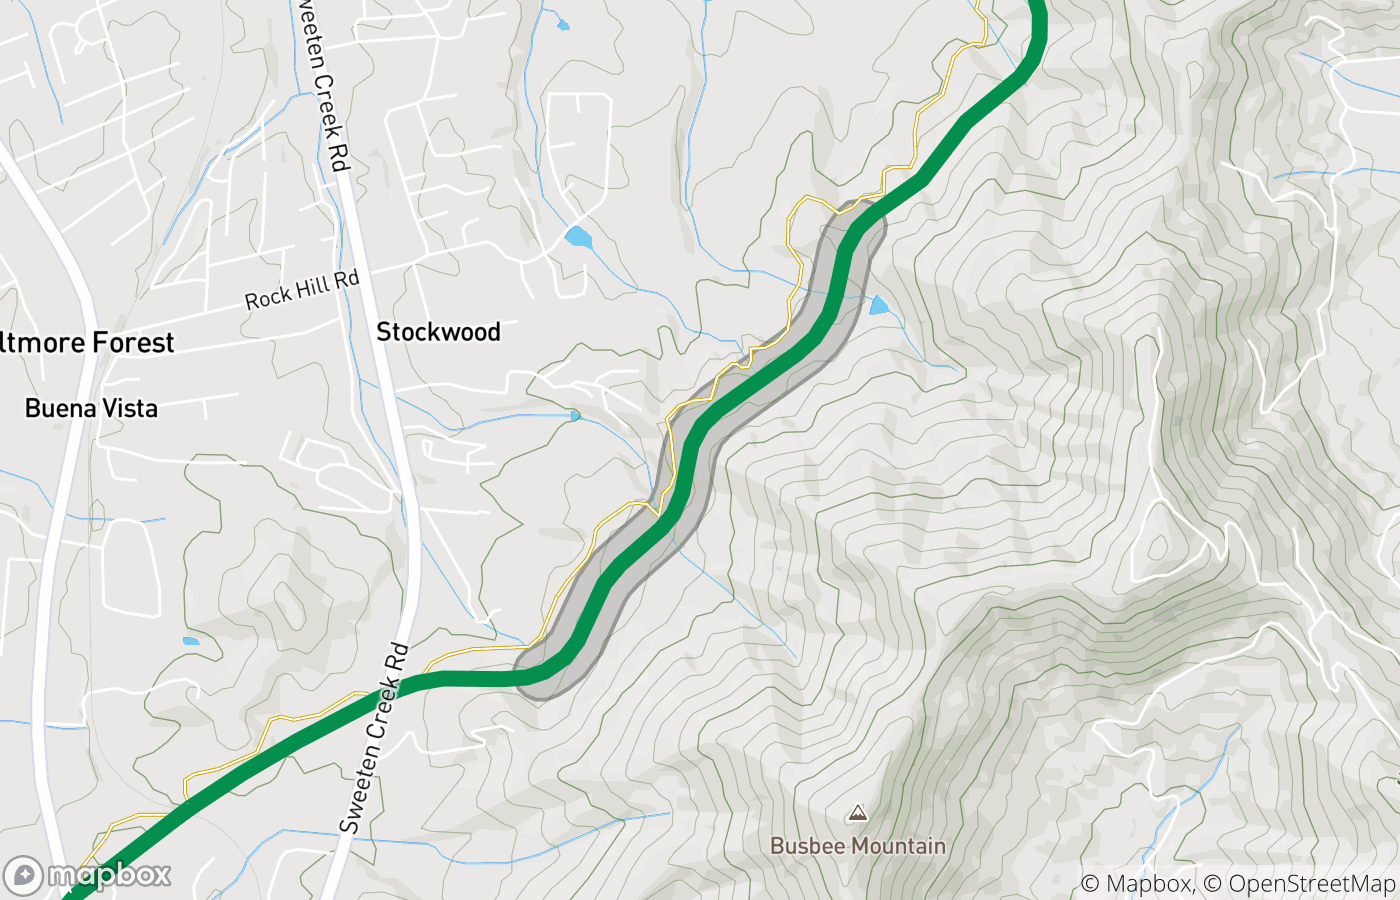 Sweeten Creek Rd
Rock Hill Rd
Stockwood
ltmore Forest
Buena Vista
Sweeten Creek Rd
Busbee Mountain
mapbox
© Mapbox, © OpenStreetMap